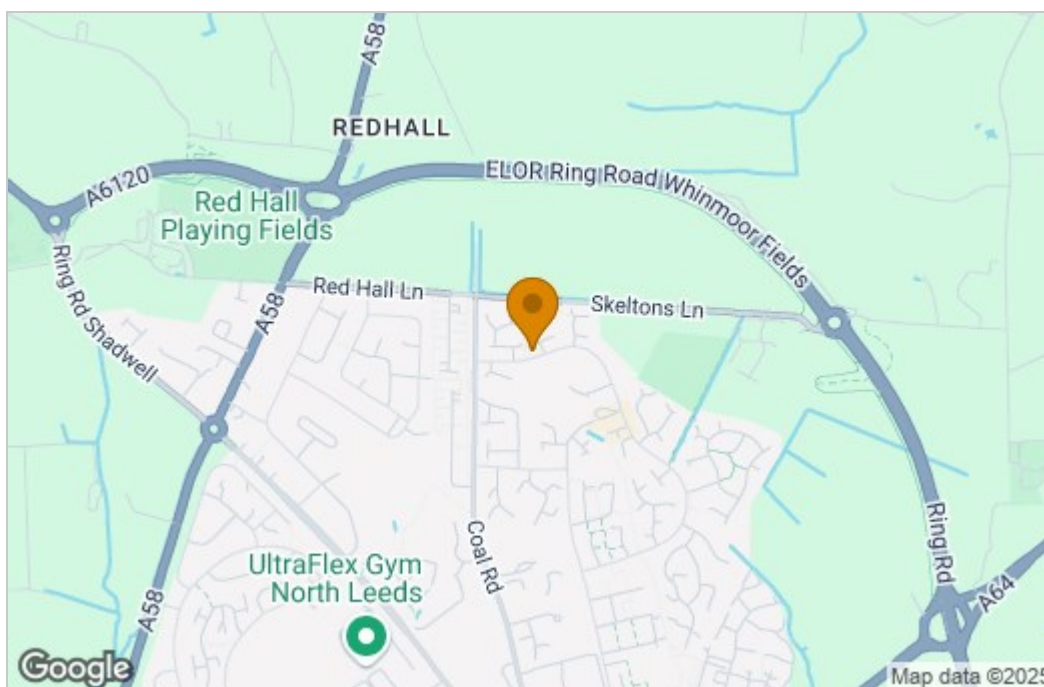 A58
REDHALL
ELOR Ring Road Whinmoor Fields
A6120
Red Hall
Playing Fields
Ring Rd Shadwell
Red Hall Ln
A58
Skeltons Ln
Coal Rd
Ring Rd
UltraFlex Gym
North Leeds
A58
A64
Google
Map data ©2025